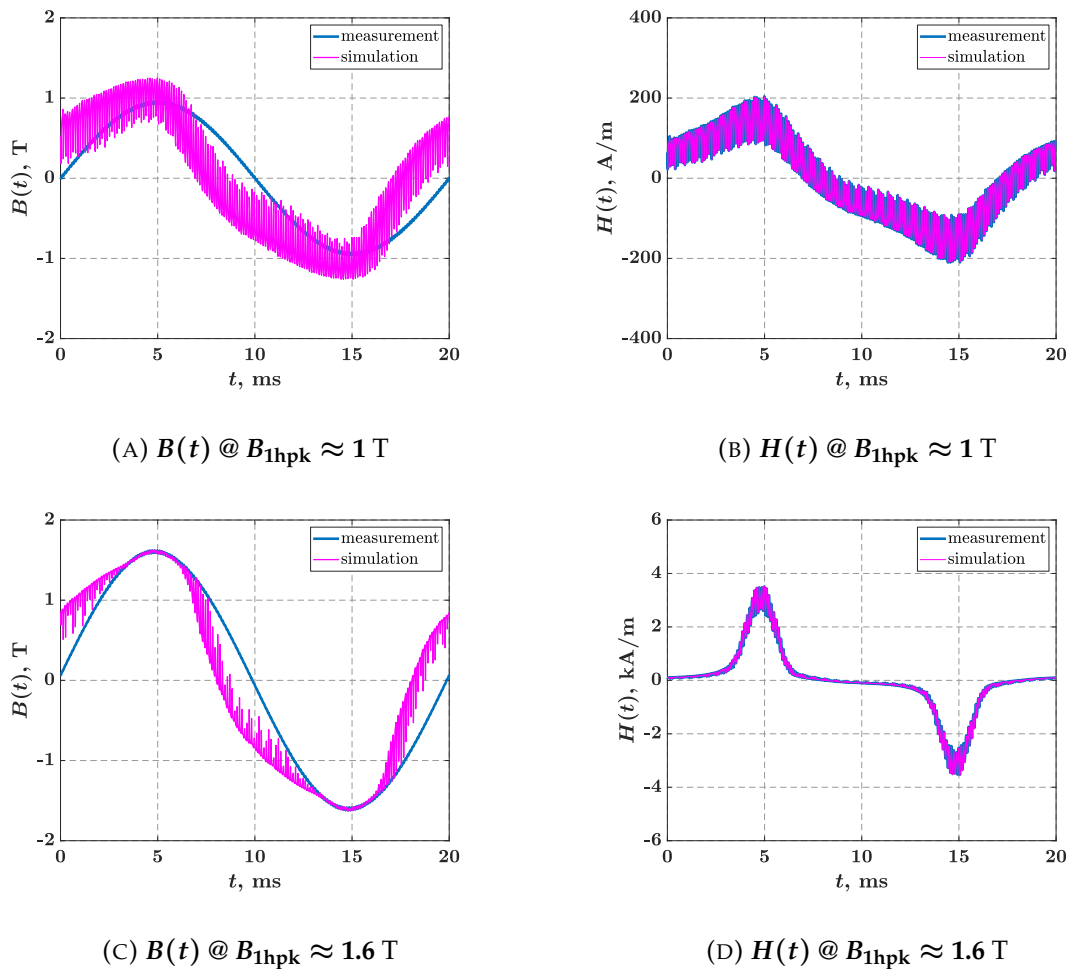 2
1
0
-1
-2
B(t), T
0
5
10
15
20
t, ms
measurement
simulation
(A) B(t) @ B1hpk ≈ 1 T
400
200
0
-200
-400
H(t), A/m
0
5
10
15
20
t, ms
measurement
simulation
(B) H(t) @ B1hpk ≈ 1 T
2
1
0
-1
-2
B(t), T
0
5
10
15
20
t, ms
measurement
simulation
(C) B(t) @ B1hpk ≈ 1.6 T
6
4
2
0
-2
-4
-6
H(t), kA/m
0
5
10
15
20
t, ms
measurement
simulation
(D) H(t) @ B1hpk ≈ 1.6 T